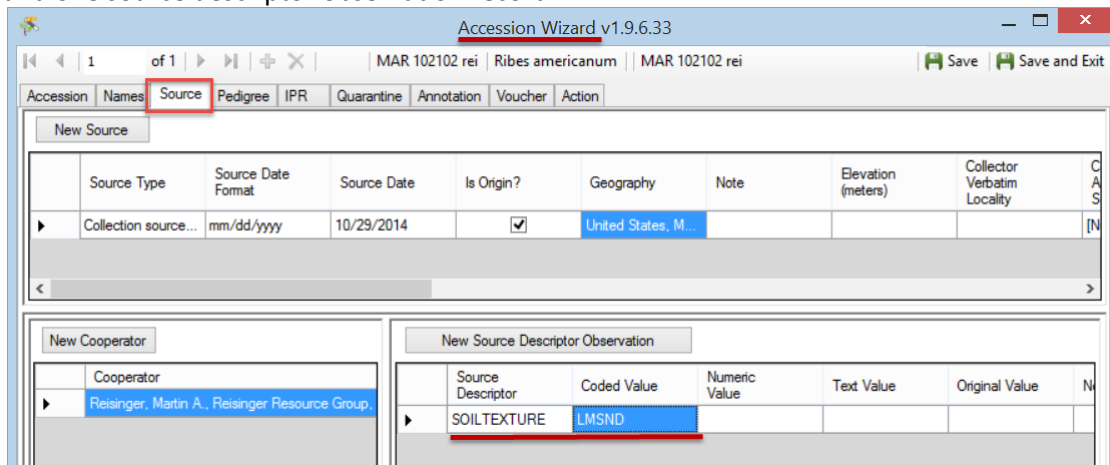 Accession Wizard v1.9.6.33
1 of 1 MAR 102102 rei Ribes americanum MAR 102102 rei Save Save and Exit
Accession Names Source Pedigree IPR Quarantine Annotation Voucher Action
New Source
Source Type Source Date Format Source Date Is Origin? Geography Note Elevation (meters) Collector Verbatim Locality C A S
Collection source... mm/dd/yyyy 10/29/2014 United States, M... [N
New Cooperator New Source Descriptor Observation
Cooperator
Reisinger, Martin A., Reisinger Resource Group,
Source Descriptor Coded Value Numeric Value Text Value Original Value
SOILTEXTURE LMSND